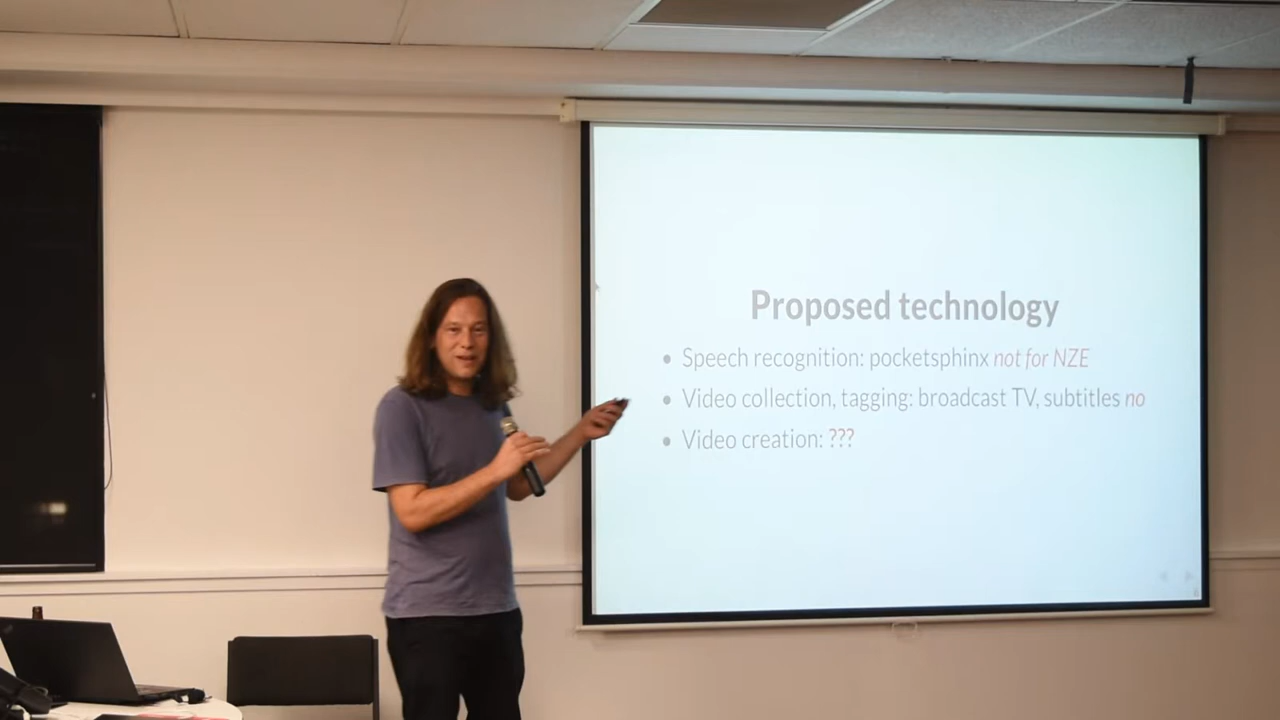 Proposed technology
Speech recognition: pocketsphinx not for NZE
Video collection, tagging: broadcast TV, subtitles no
Video creation: ???